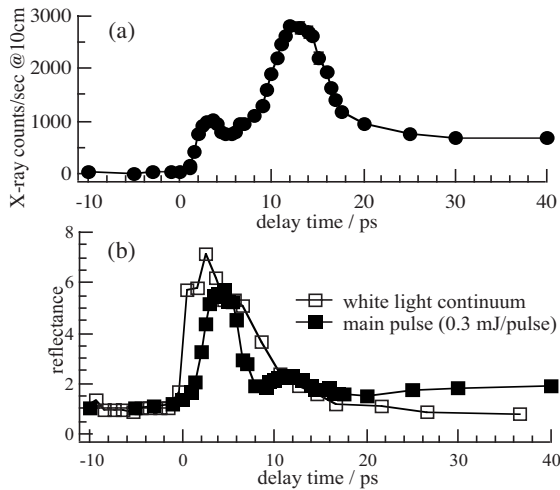 (a)
X-ray counts/sec @10cm
3000
2000
1000
0
-10 0 10 20 30 40
delay time / ps
(b)
reflectance
8
6
4
2
0
white light continuum
main pulse (0.3 mJ/pulse)
-10 0 10 20 30 40
delay time / ps